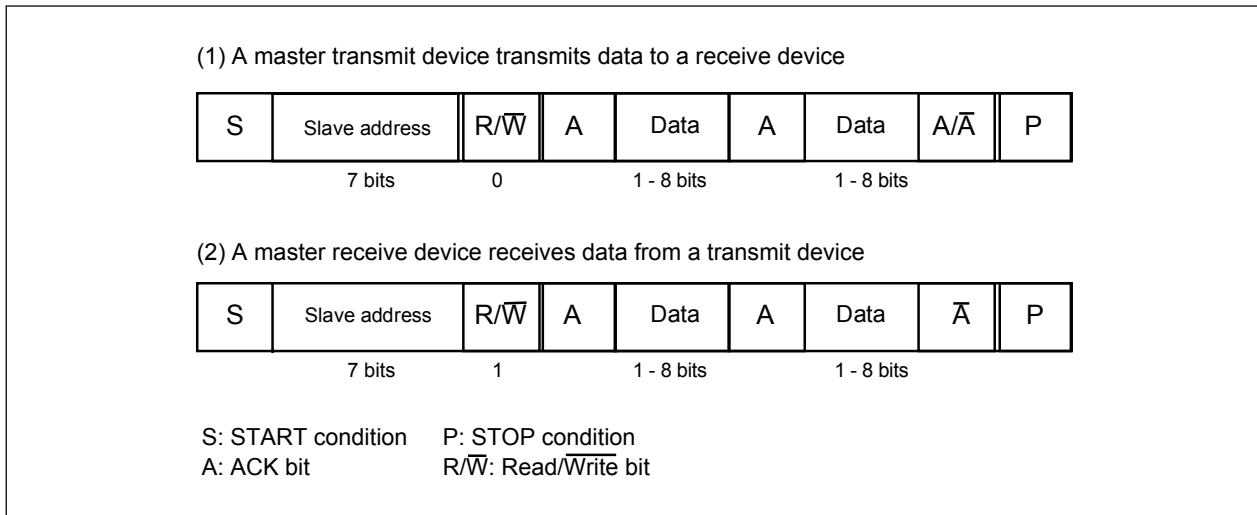 (1) A master transmit device transmits data to a receive device
S Slave address R/W̅ A Data A Data A/A̅ P
7 bits 0 1 - 8 bits 1 - 8 bits
(2) A master receive device receives data from a transmit device
S Slave address R/W̅ A Data A Data A̅ P
7 bits 1 1 - 8 bits 1 - 8 bits
S: START condition P: STOP condition
A: ACK bit R/W̅: Read/W̅r̅i̅t̅e̅ bit